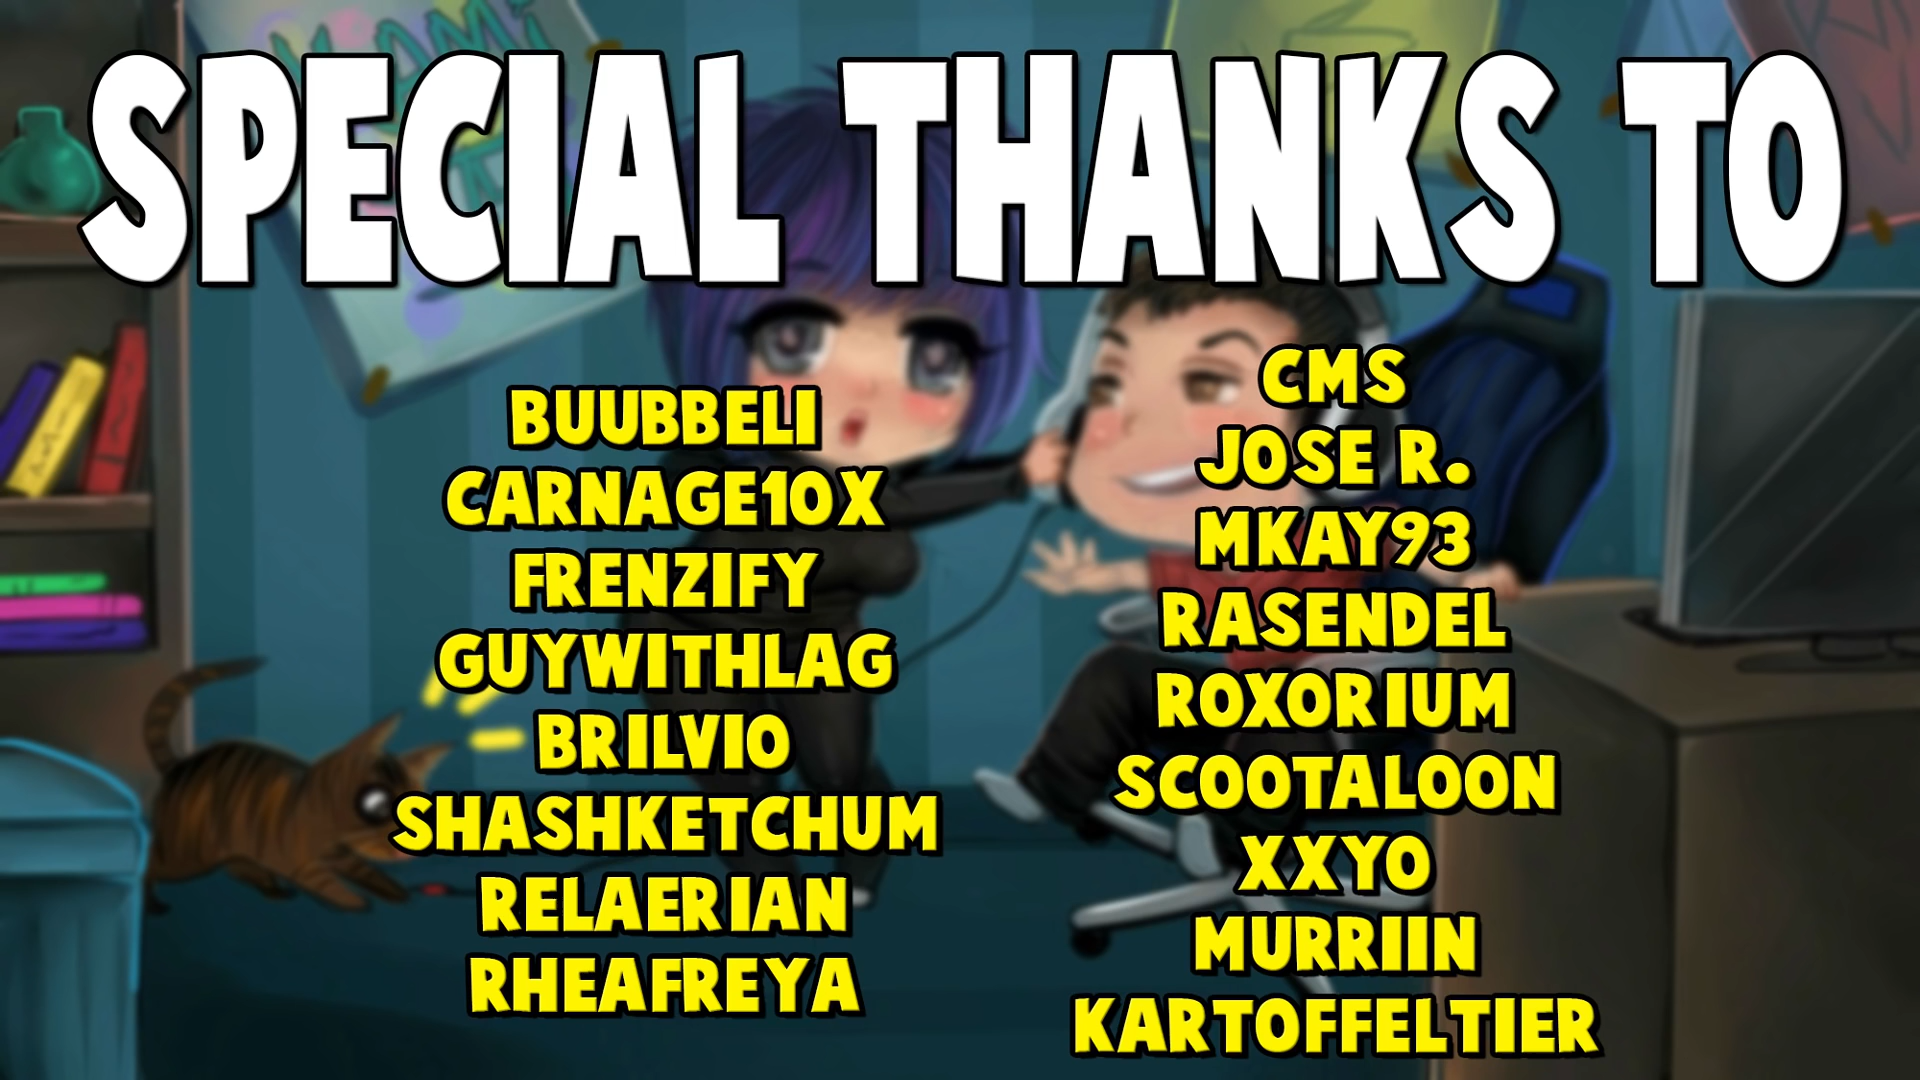 SPECIAL THANKS TO
BUUBBELI
CARNAGE10X
FRENZIFY
GUYWITHLAG
BRILVIO
SHASHKETCHUM
RELAERIAN
RHEAFREYA
CMS
JOSE R.
MKAY93
RASENDEL
ROXORIUM
SCOOTALOON
XXYO
MURRIIN
KARTOFFELTIER